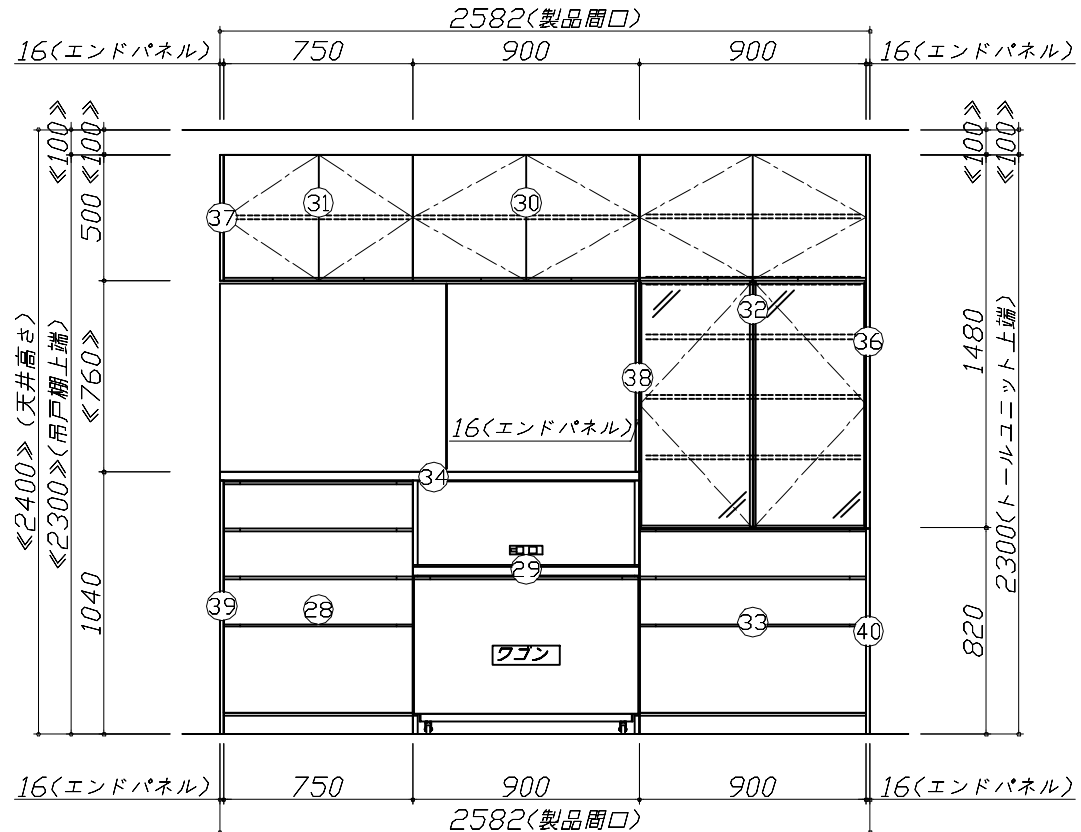 2582(製品間口)
16(エンドパネル) 750 900 900 16(エンドパネル)
≪100≫
≪100≫
≪100≫
≪100≫
31 30
37
500
32
36
≪2400≫(天井高さ)
≪2300≫(吊戸棚上端)
≪760≫
1480
2300(トールユニット上端)
38
16(エンドパネル)
34
29
39 28
33
40
1040
820
ワゴン
16(エンドパネル) 750 900 900 16(エンドパネル)
2582(製品間口)